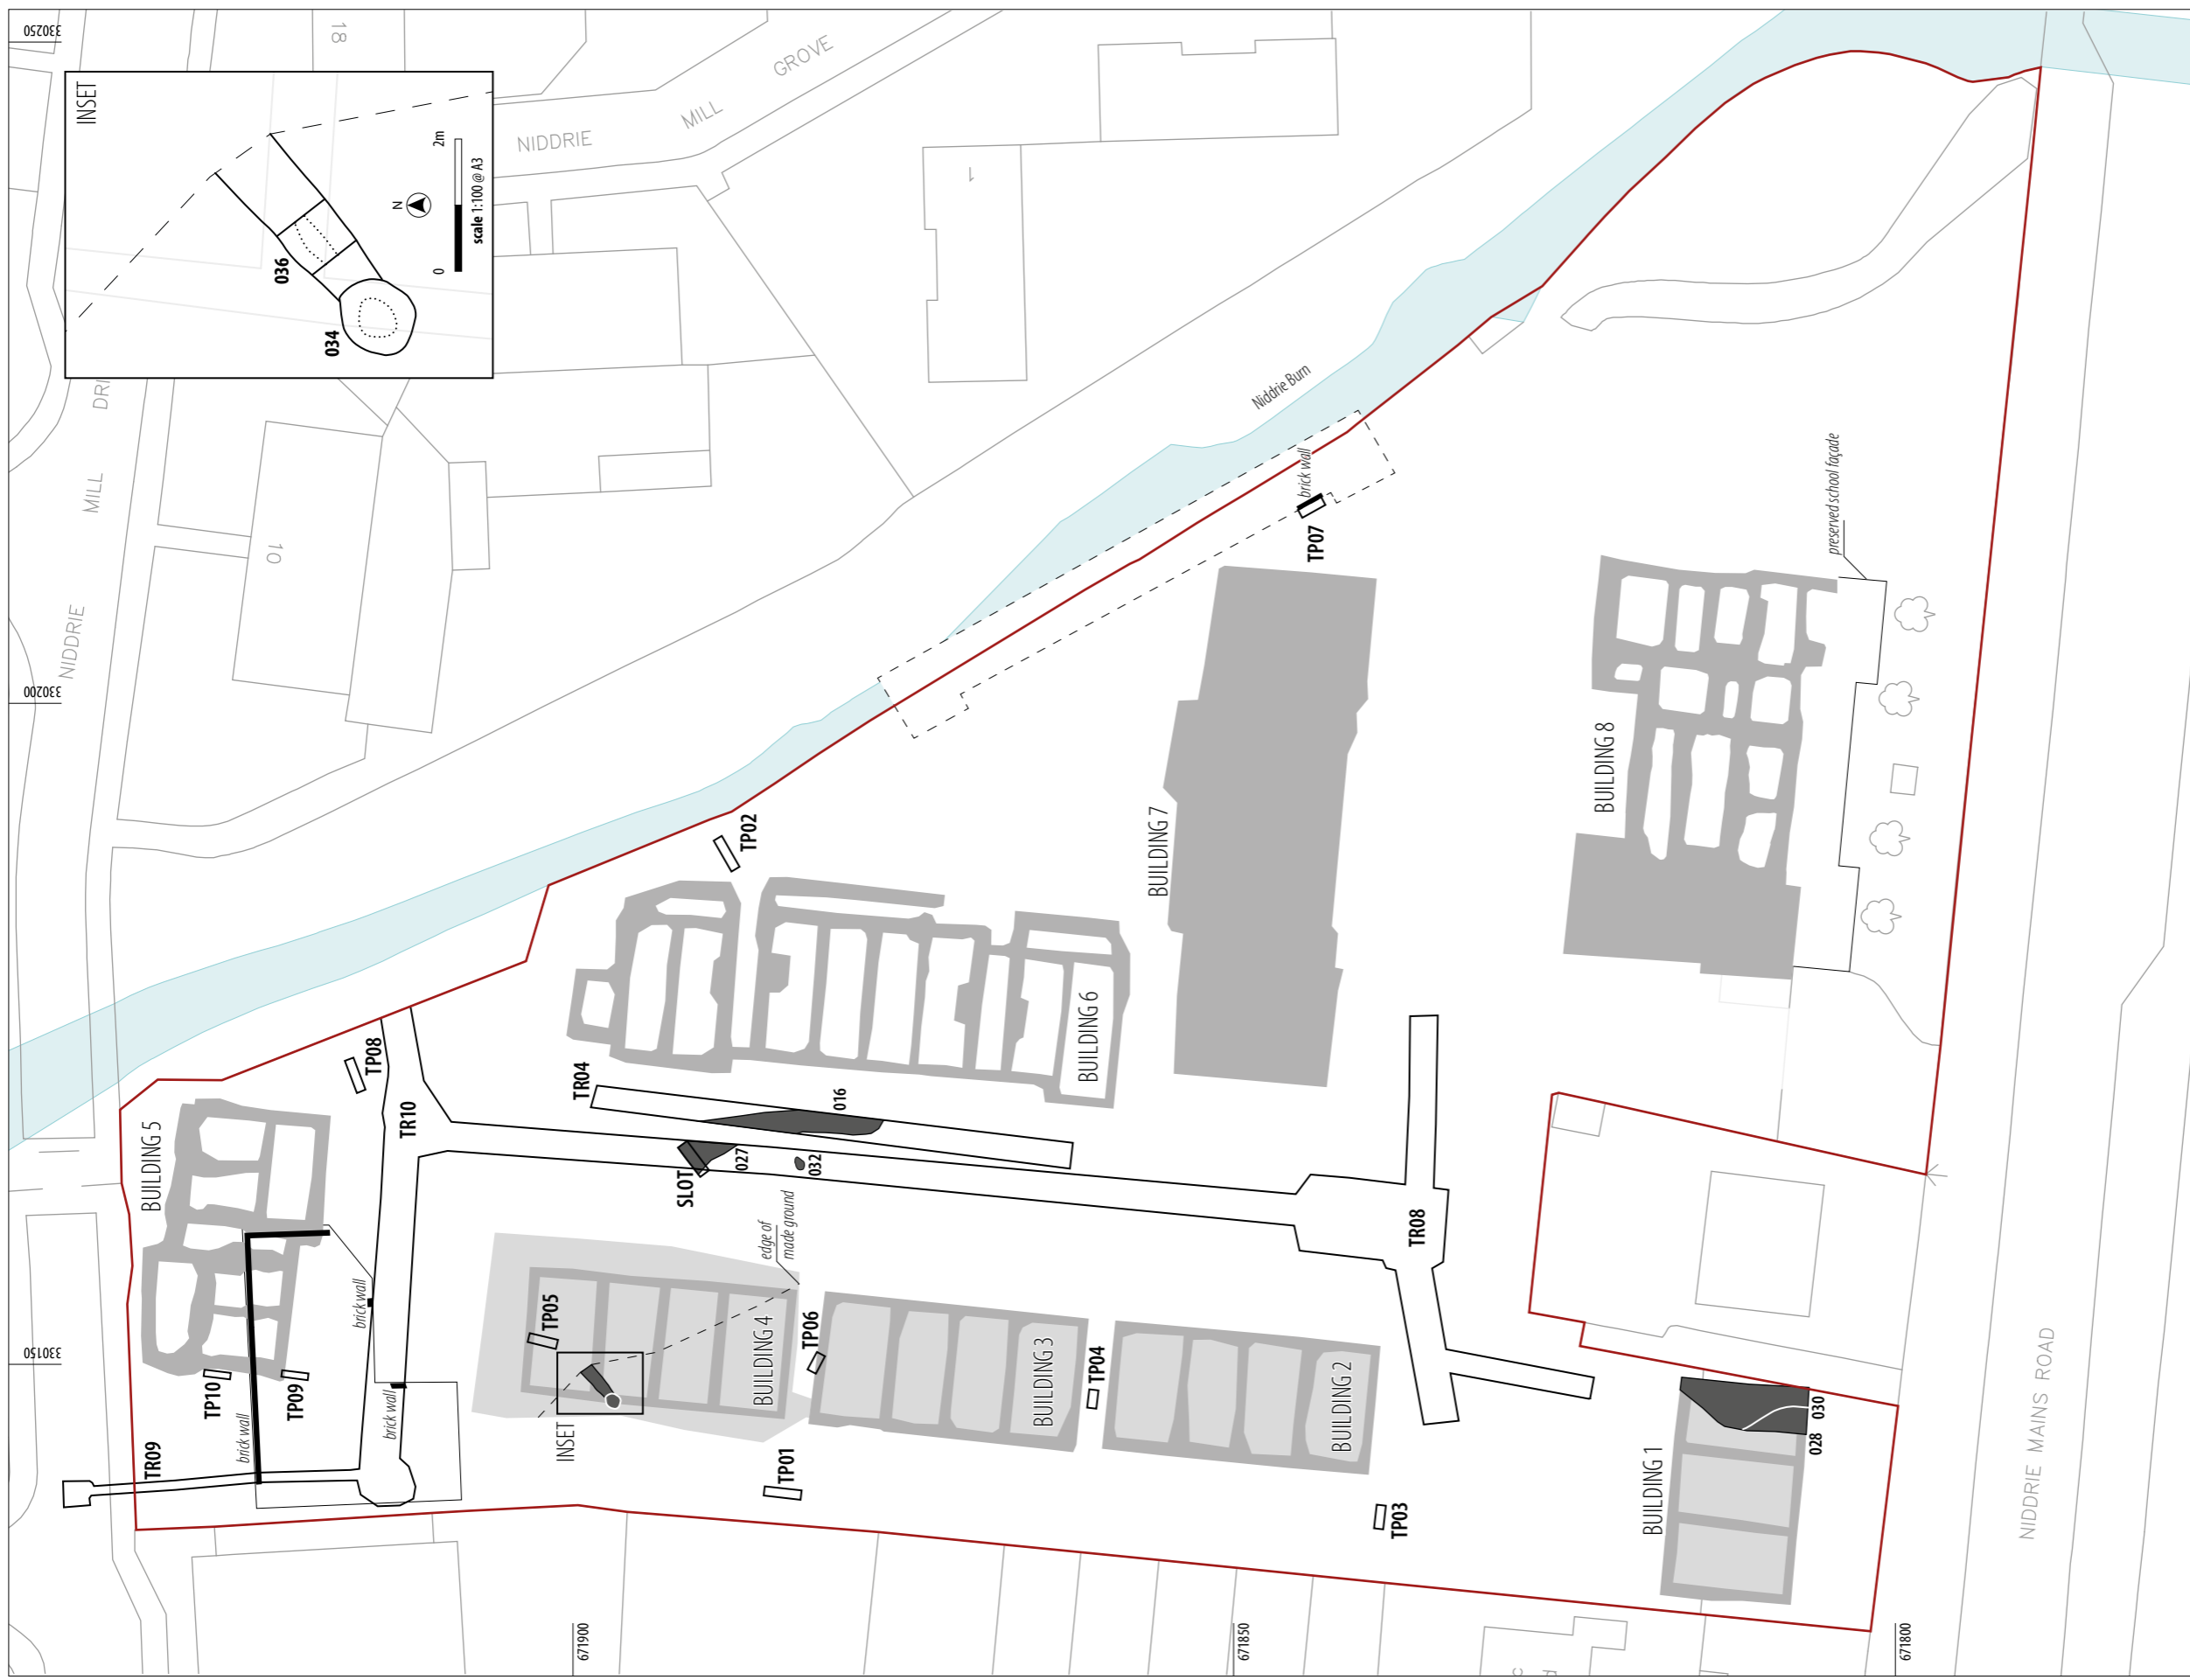 330250
330200
330150
671900
671850
671800
INSET
036
034
N
0
2m
scale 1:100 @ A3
18
GROVE
MILL
NIDDRIE
1
DRI
MILL
NIDDRIE
10
Niddrie Burn
brick wall
TP07
preserved school façade
BUILDING 8
BUILDING 7
TP02
BUILDING 6
TR04
016
TP08
TR10
BUILDING 5
SLOT
027
032
edge of
made ground
TR08
brick wall
TP05
BUILDING 4
TP06
BUILDING 3
TP04
BUILDING 2
TP10
TP09
brick wall
brick wall
TR09
INSET
TP01
TP03
BUILDING 1
028
030
NIDDRIE MAINS ROAD